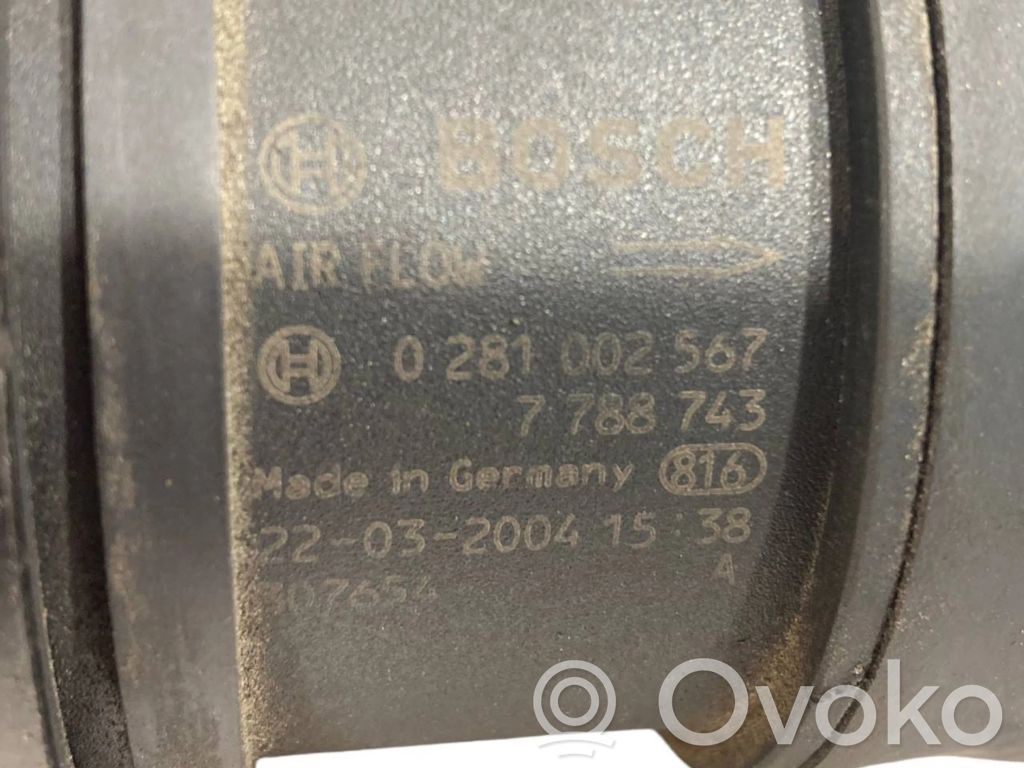 BOSCH
AIR FLOW
0 281 002 567
7 788 743
Made in Germany 816
22-03-2004 15:38
A
Ovoko